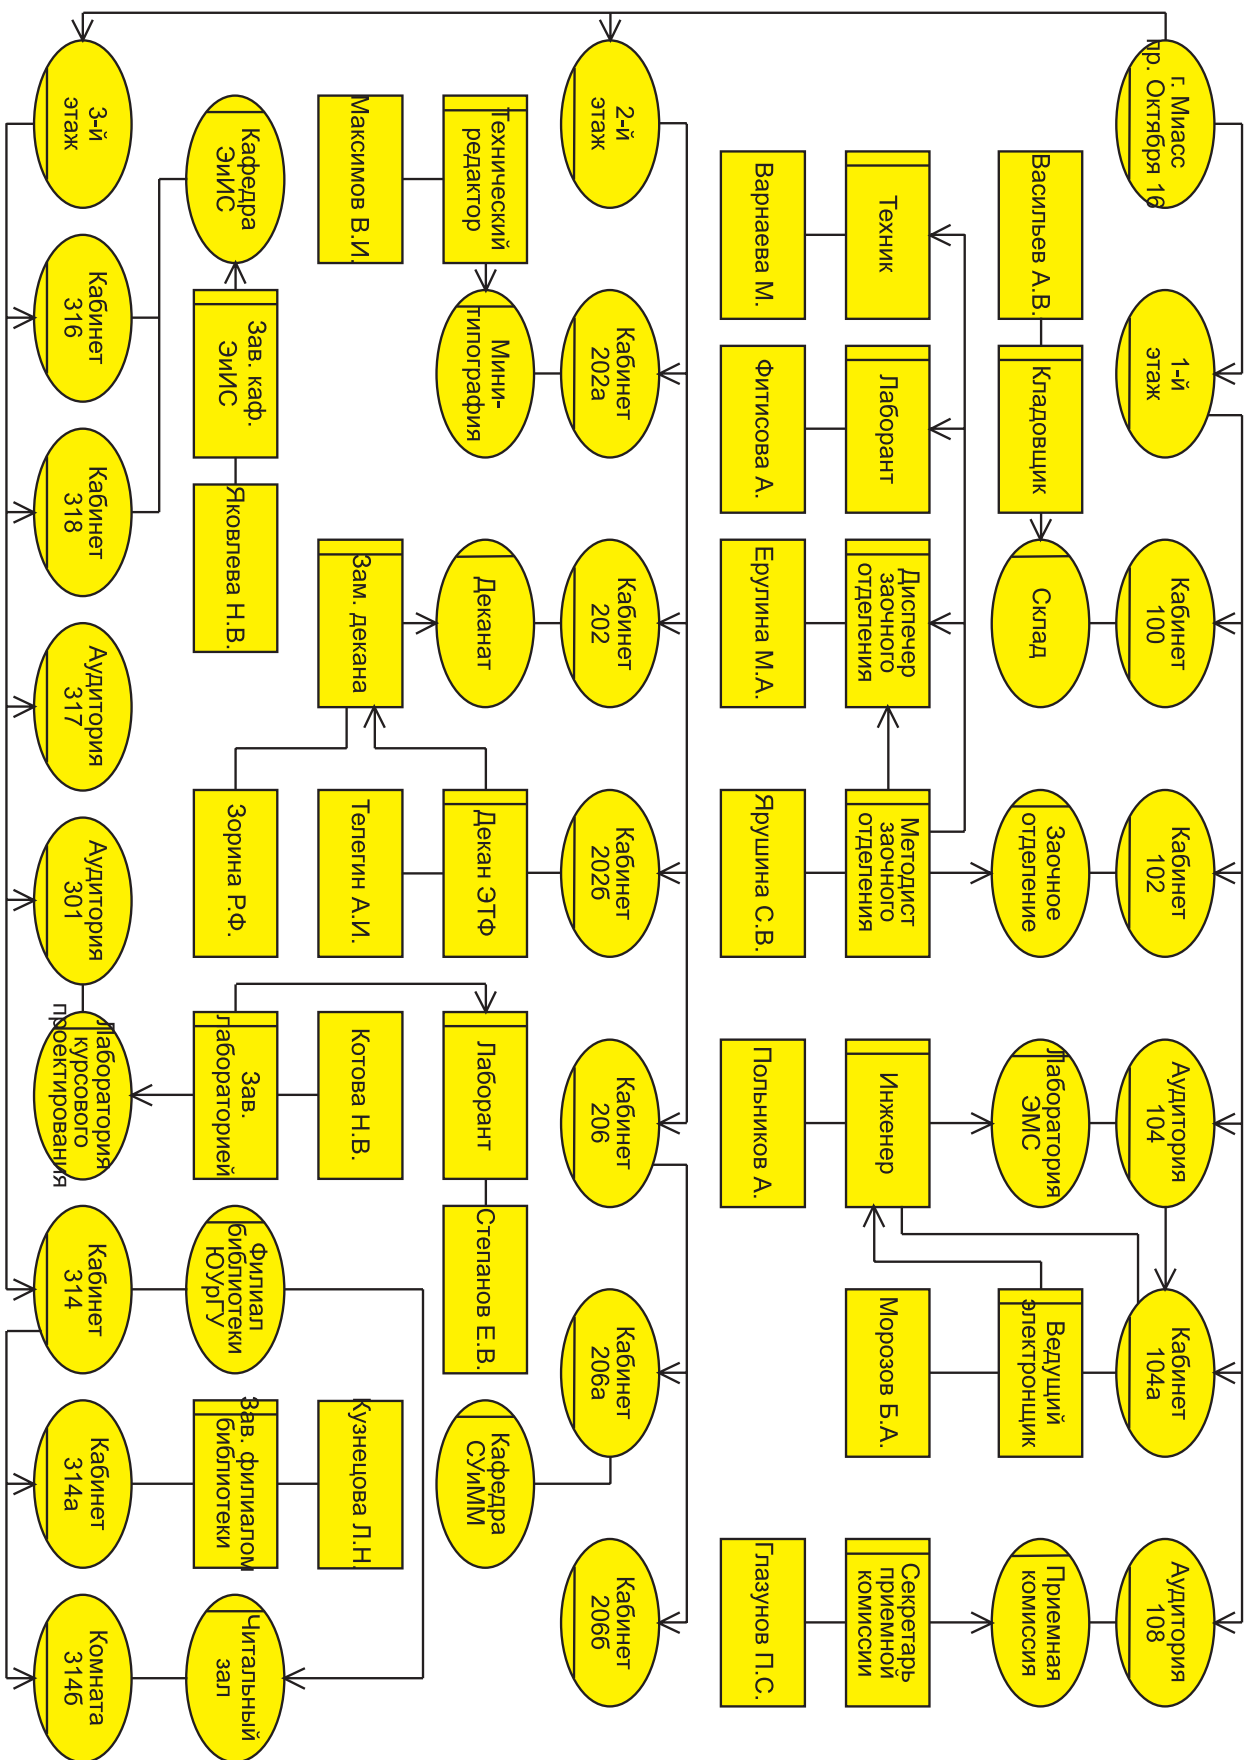 г. Миасс
пр. Октября 16
1-й
этаж
Кабинет
100
Кабинет
102
Аудитория
104
Кабинет
104а
Аудитория
108
Васильев А.В.
Кладовщик
Склад
Заочное
отделение
Лаборатория
ЭМС
Ведущий
электронщик
Приемная
комиссия
Техник
Лаборант
Диспечер
заочного
отделения
Методист
заочного
отделения
Инженер
Морозов Б.А.
Секретарь
приемной
комиссии
Варнаева М.
Фитисова А.
Ерулина М.А.
Ярушина С.В.
Польников А.
Глазунов П.С.
2-й
этаж
Кабинет
202а
Кабинет
202
Кабинет
202б
Кабинет
206
Кабинет
206а
Кабинет
206б
Технический
редактор
Мини-
типография
Деканат
Декан ЭТФ
Лаборант
Степанов Е.В.
Кафедра
СУиММ
Максимов В.И.
Зам. декана
Телегин А.И.
Котова Н.В.
Кузнецова Л.Н.
Кафедра
ЭиИС
Зав. каф.
ЭиИС
Яковлева Н.В.
Зорина Р.Ф.
Зав.
лабораторией
Филиал
библиотеки
ЮУрГУ
Зав. филиалом
библиотеки
Читальный
зал
3-й
этаж
Кабинет
316
Кабинет
318
Аудитория
317
Аудитория
301
Лаборатория
курсового
проектирования
Кабинет
314
Кабинет
314а
Комната
314б